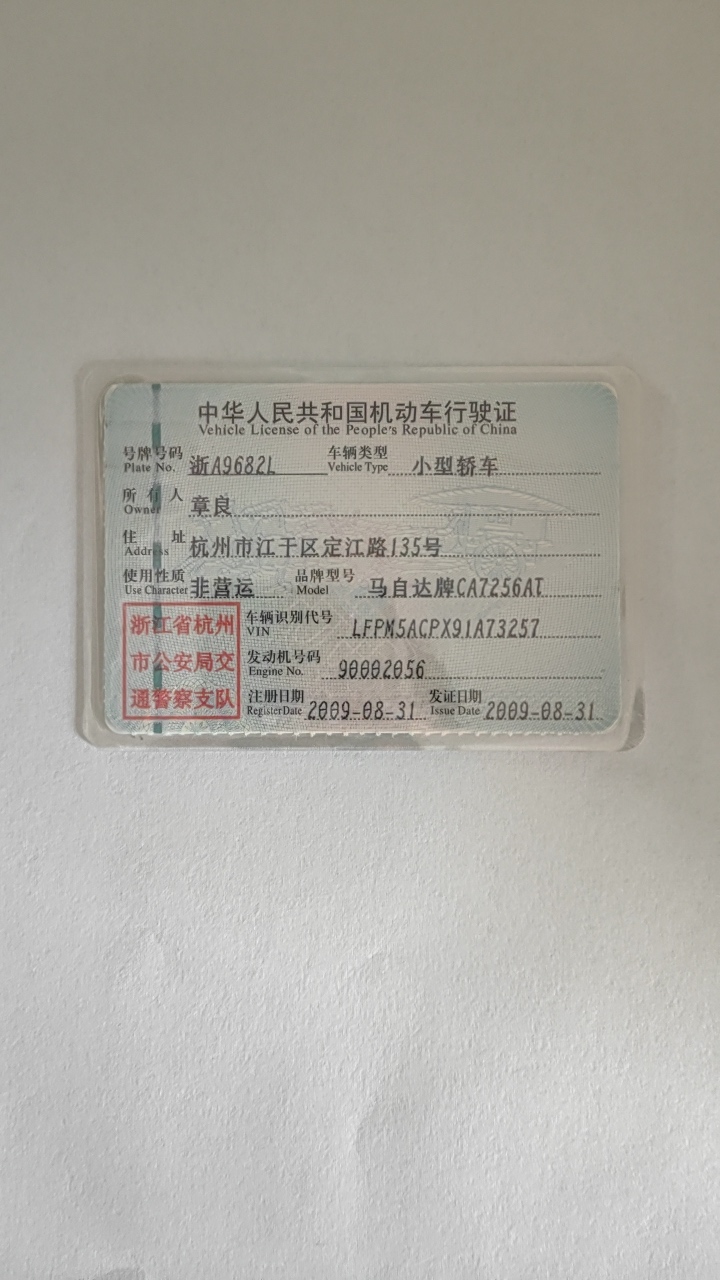 中华人民共和国机动车行驶证
Vehicle License of the People's Republic of China
号牌号码 浙A9682L 车辆类型 小型轿车
Plate No. Vehicle Type
所有人 章良
Owner
住址 杭州市江干区定江路135号
Address
使用性质 非营运 品牌型号 马自达牌CA7256AT
Use Character Model
浙江省杭州 车辆识别代号 LFPM5ACPX91A73257
VIN
市公安局交 发动机号码 90002056
Engine No.
通警察支队 注册日期 2009-08-31 发证日期 2009-08-31
Register Date Issue Date